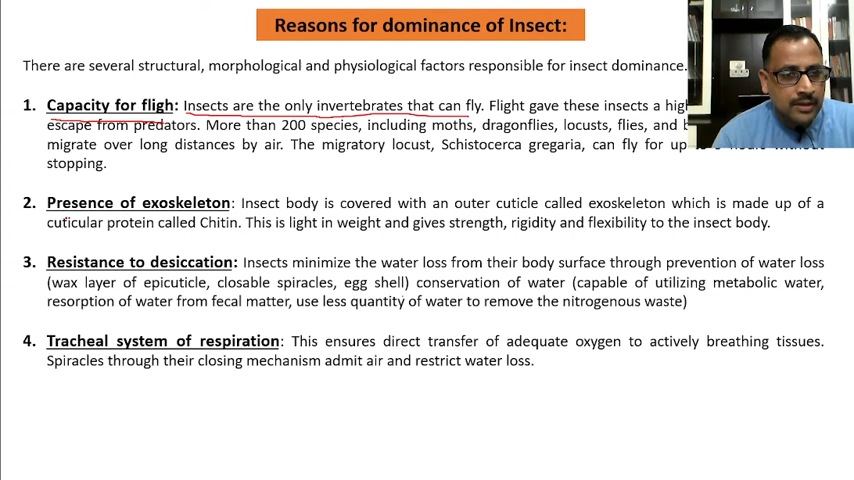 Reasons for dominance of Insect:
There are several structural, morphological and physiological factors responsible for insect dominance.
1. Capacity for fligh: Insects are the only invertebrates that can fly. Flight gave these insects a
escape from predators. More than 200 species, including moths, dragonflies, locusts, flies, and
migrate over long distances by air. The migratory locust, Schistocerca gregaria, can fly for up
stopping.
2. Presence of exoskeleton: Insect body is covered with an outer cuticle called exoskeleton which is made up of a
cuticular protein called Chitin. This is light in weight and gives strength, rigidity and flexibility to the insect body.
3. Resistance to desiccation: Insects minimize the water loss from their body surface through prevention of water loss
(wax layer of epicuticle, closable spiracles, egg shell) conservation of water (capable of utilizing metabolic water,
resorption of water from fecal matter, use less quantity of water to remove the nitrogenous waste)
4. Tracheal system of respiration: This ensures direct transfer of adequate oxygen to actively breathing tissues.
Spiracles through their closing mechanism admit air and restrict water loss.